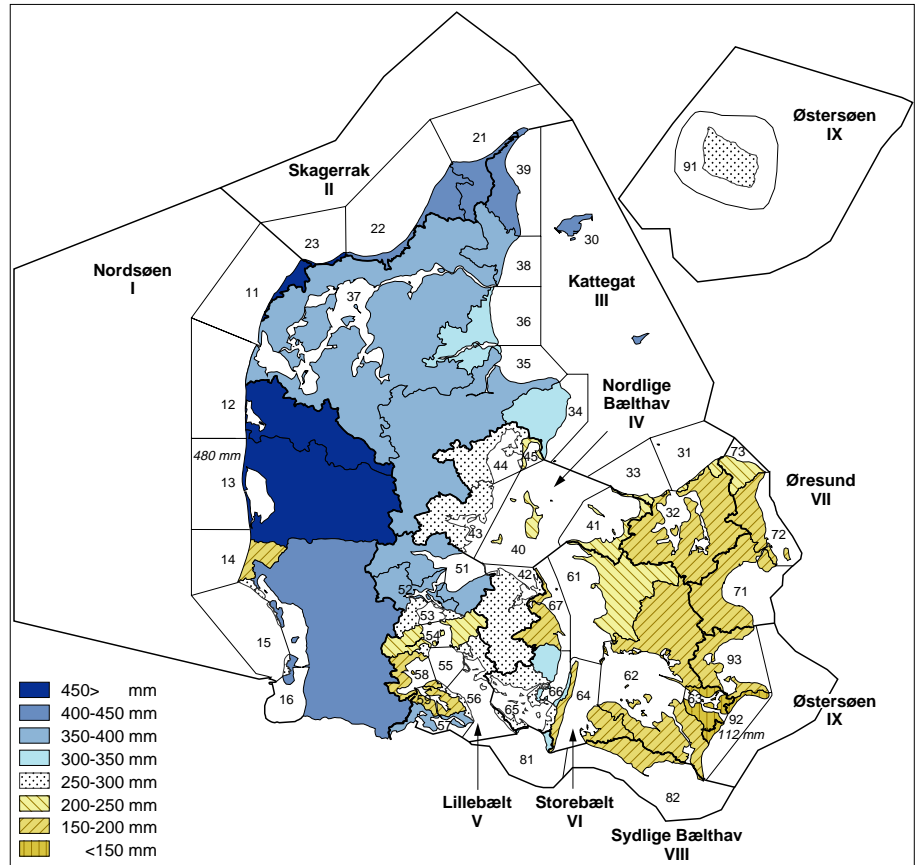 21
Østersøen
IX
39
91
Skagerrak
II
22
30
23
Nordsøen
I
38
Kattegat
III
11
37
36
35
Nordlige
Bælthav
IV
12
34
480 mm
45
44
33
31
73
13
Øresund
VII
32
41
43
72
40
14
51
42
61
52
71
53
67
54
15
55
93
58
62
16
56
66
64
63
59
65
92
Østersøen
IX
57
112 mm
81
82
Lillebælt
V
Storebælt
VI
Sydlige Bælthav
VIII
450> mm
400-450 mm
350-400 mm
300-350 mm
250-300 mm
200-250 mm
150-200 mm
<150 mm